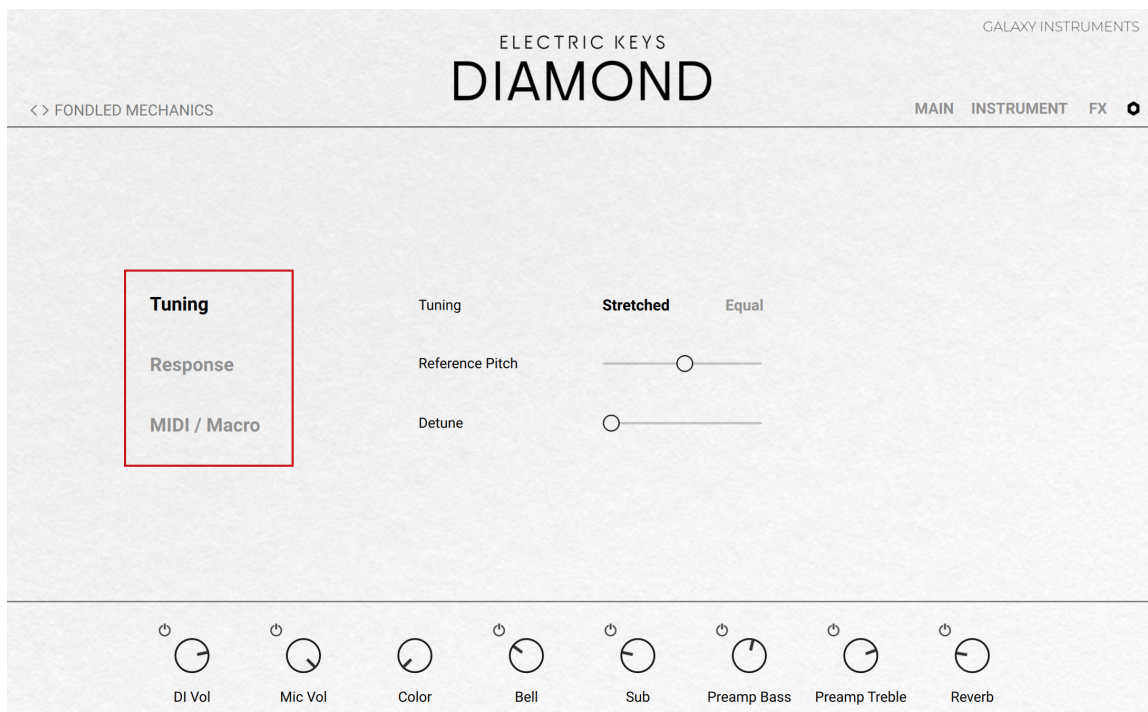 GALAXY INSTRUMENTS
ELECTRIC KEYS
DIAMOND
< > FONDLED MECHANICS
MAIN INSTRUMENT FX
Tuning
Response
MIDI / Macro
Tuning Stretched Equal
Reference Pitch
Detune
DI Vol Mic Vol Color Bell Sub Preamp Bass Preamp Treble Reverb